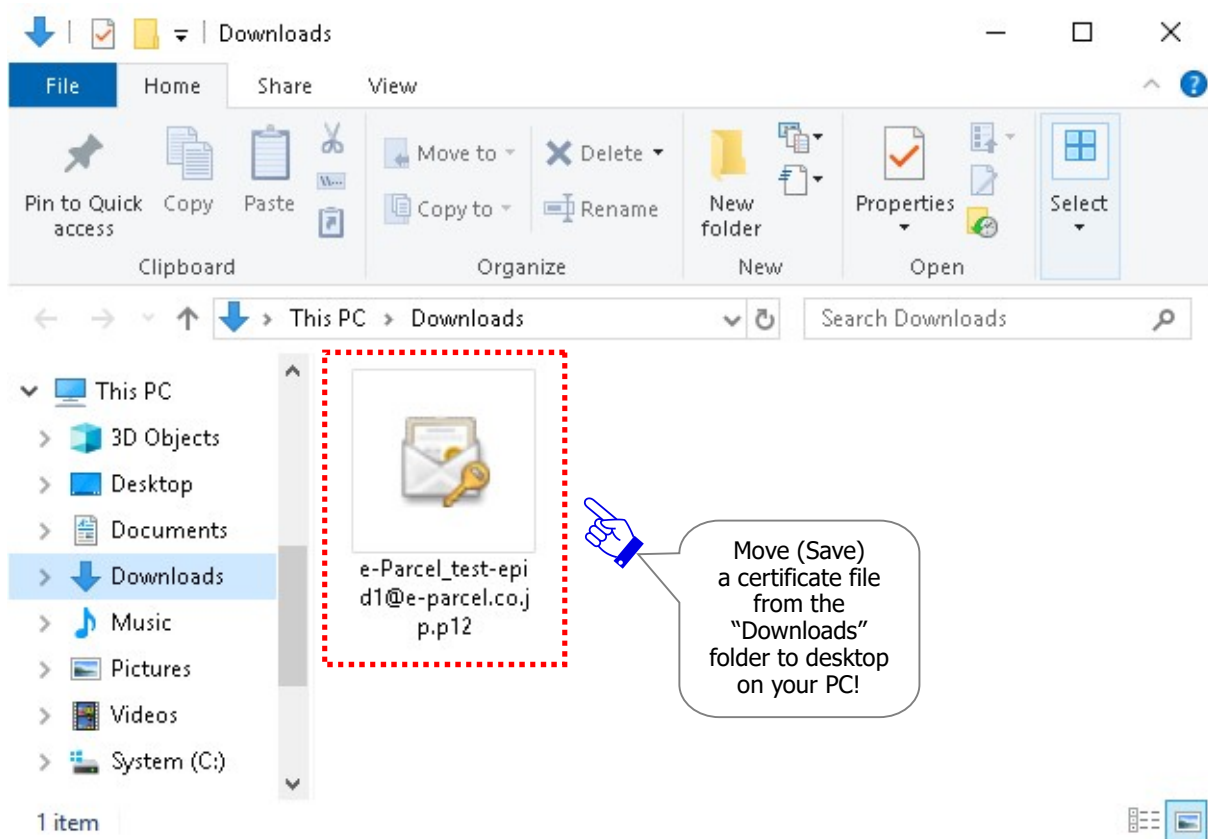 Downloads
File Home Share View
Pin to Quick access
Copy
Paste
Clipboard
Move to
Copy to
Delete
Rename
Organize
New
folder
New
Properties
Open
Select
This PC > Downloads
Search Downloads
This PC
3D Objects
Desktop
Documents
Downloads
Music
Pictures
Videos
System (C:)
e-Parcel_test-epi
d1@e-parcel.co.j
p.p12
Move (Save)
a certificate file
from the
“Downloads”
folder to desktop
on your PC!
1 item